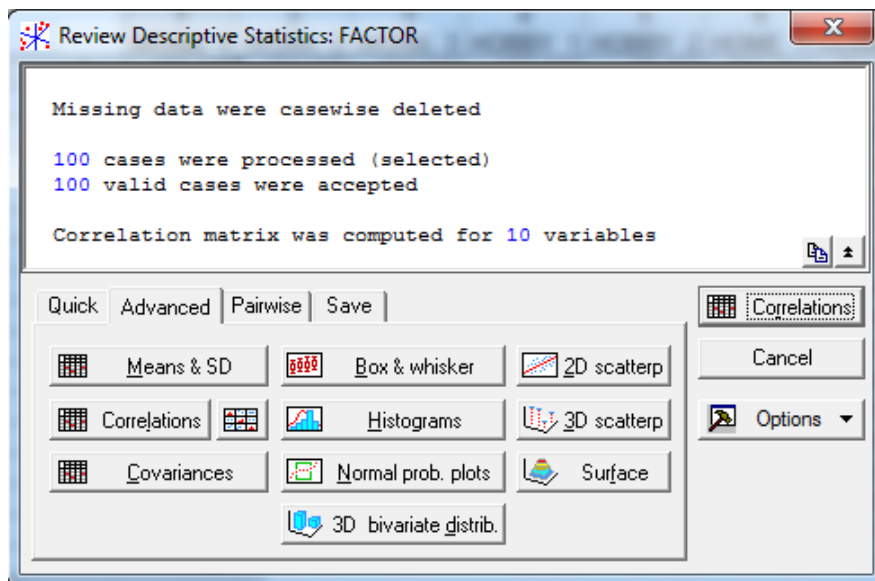 Review Descriptive Statistics: FACTOR
Missing data were casewise deleted
100 cases were processed (selected)
100 valid cases were accepted
Correlation matrix was computed for 10 variables
Quick Advanced Pairwise Save
Correlations
Means & SD Box & whisker 2D scatterp
Cancel
Correlations Histograms 3D scatterp
Options
Covariances Normal prob. plots Surface
3D bivariate distrib.